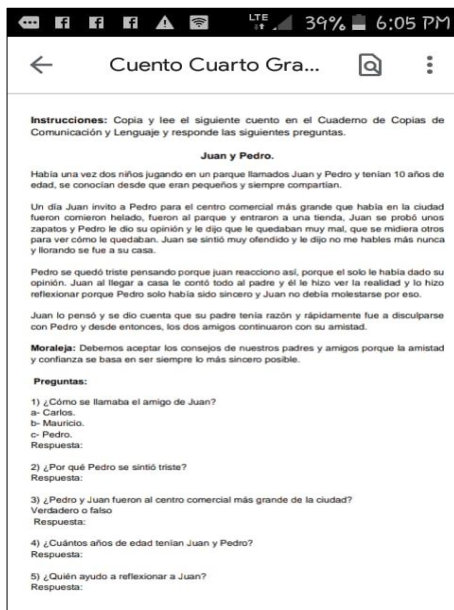 LTE 39% 6:05 PM
Cuento Cuarto Gra...
Instrucciones: Copia y lee el siguiente cuento en el Cuaderno de Copias de
Comunicación y Lenguaje y responde las siguientes preguntas.
Juan y Pedro.
Había una vez dos niños jugando en un parque llamados Juan y Pedro y tenían 10 años de
edad, se conocían desde que eran pequeños y siempre compartían.
Un día Juan invito a Pedro para el centro comercial más grande que había en la ciudad
fueron comieron helado, fueron al parque y entraron a una tienda, Juan se probó unos
zapatos y Pedro le dio su opinión y le dijo que le quedaban muy mal, que se midiera otros
para ver cómo le quedaban. Juan se sintió muy ofendido y le dijo no me hables más nunca
y llorando se fue a su casa.
Pedro se quedó triste pensando porque juan reacciono así, porque el solo le había dado su
opinión. Juan al llegar a casa le contó todo al padre y él le hizo ver la realidad y lo hizo
reflexionar porque Pedro solo había sido sincero y Juan no debía molestarse por eso.
Juan lo pensó y se dio cuenta que su padre tenía razón y rápidamente fue a disculparse
con Pedro y desde entonces, los dos amigos continuaron con su amistad.
Moraleja: Debemos aceptar los consejos de nuestros padres y amigos porque la amistad
y confianza se basa en ser siempre lo más sincero posible.
Preguntas:
1) ¿Cómo se llamaba el amigo de Juan?
a- Carlos.
b- Mauricio.
c- Pedro.
Respuesta:
2) ¿Por qué Pedro se sintió triste?
Respuesta:
3) ¿Pedro y Juan fueron al centro comercial más grande de la ciudad?
Verdadero o falso
Respuesta:
4) ¿Cuántos años de edad tenían Juan y Pedro?
Respuesta:
5) ¿Quién ayudo a reflexionar a Juan?
Respuesta: